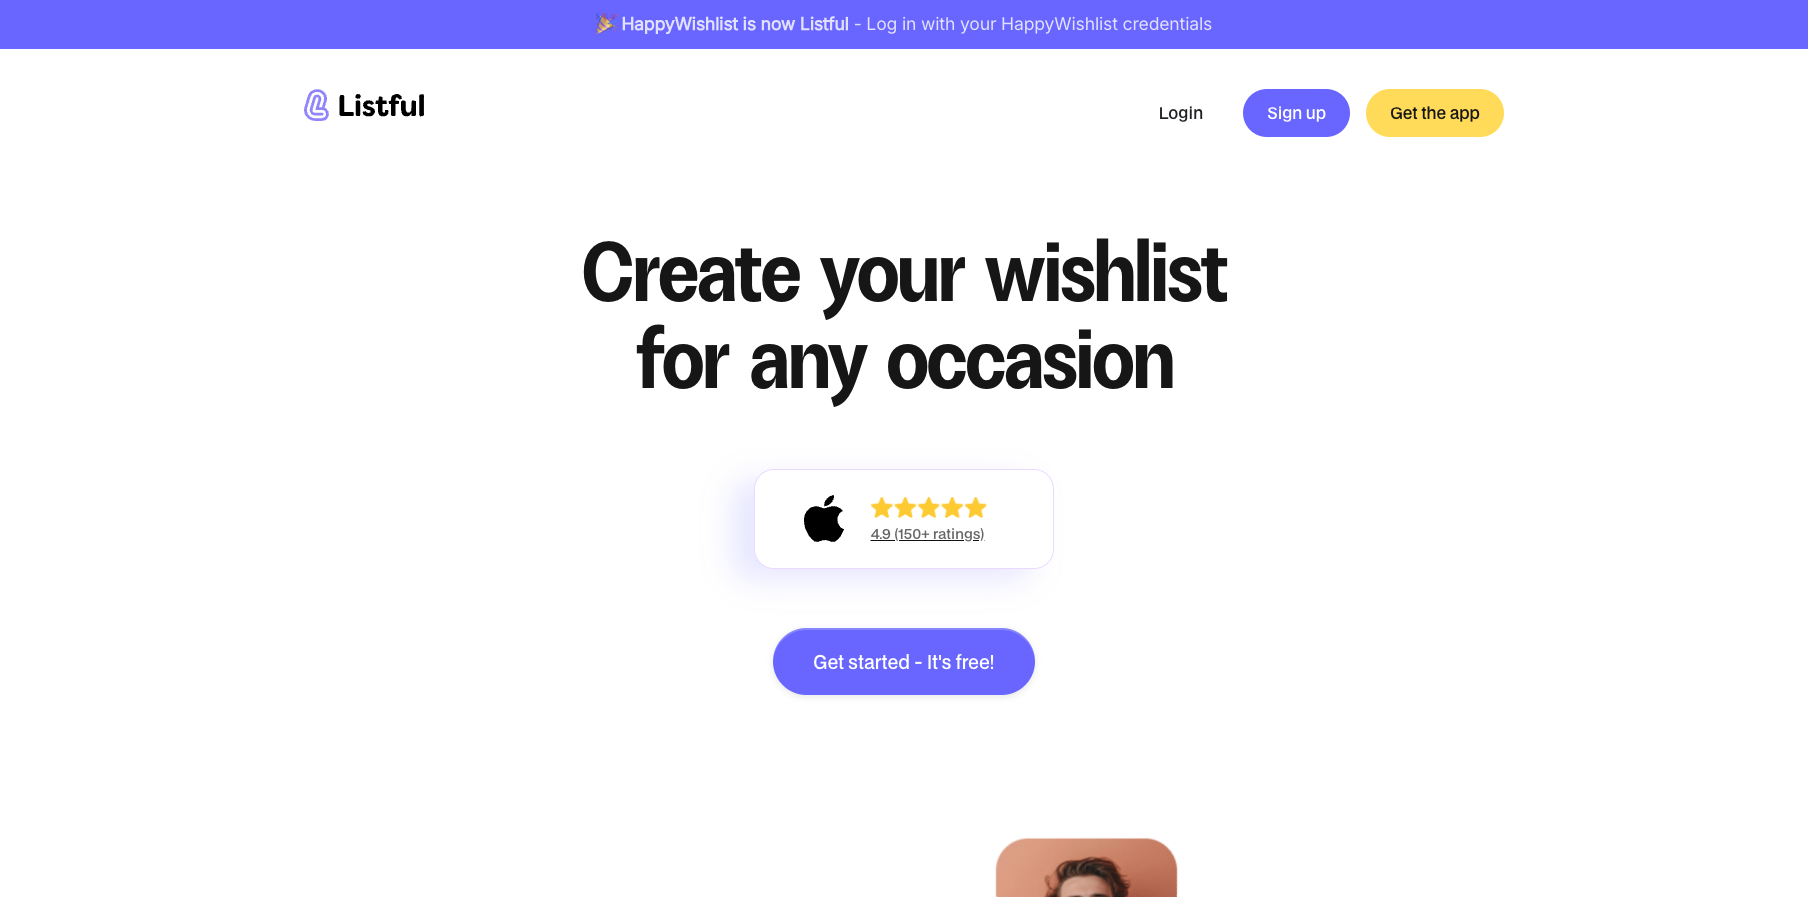 🎉 HappyWishlist is now Listful - Log in with your HappyWishlist credentials
Listful
Login
Sign up
Get the app
Create your wishlist
for any occasion
4.9 (150+ ratings)
Get started - It's free!